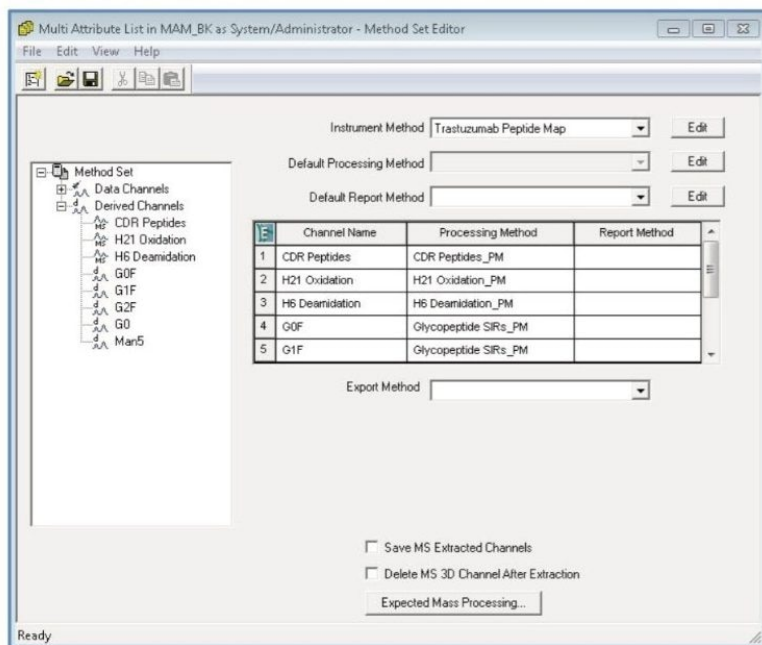 Multi Attribute List in MAM_BK as System/Administrator - Method Set Editor
File Edit View Help
Instrument Method Trastuzumab Peptide Map Edit
Default Processing Method Edit
Default Report Method Edit
Method Set
Data Channels
Derived Channels
CDR Peptides
H21 Oxidation
H6 Deamidation
G0F
G1F
G2F
G0
Man5
Channel Name Processing Method Report Method
1 CDR Peptides CDR Peptides_PM
2 H21 Oxidation H21 Oxidation_PM
3 H6 Deamidation H6 Deamidation_PM
4 G0F Glycopeptide SIRs_PM
5 G1F Glycopeptide SIRs_PM
Export Method
Save MS Extracted Channels
Delete MS 3D Channel After Extraction
Expected Mass Processing...
Ready